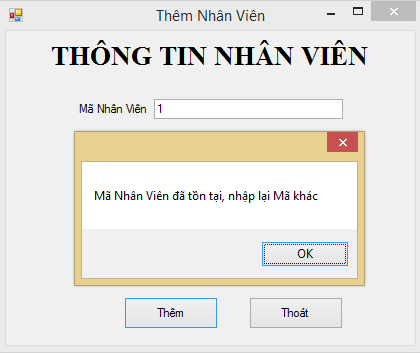 Thêm Nhân Viên
THÔNG TIN NHÂN VIÊN
Mã Nhân Viên 1
Mã Nhân Viên đã tồn tại, nhập lại Mã khác
OK
Thêm Thoát